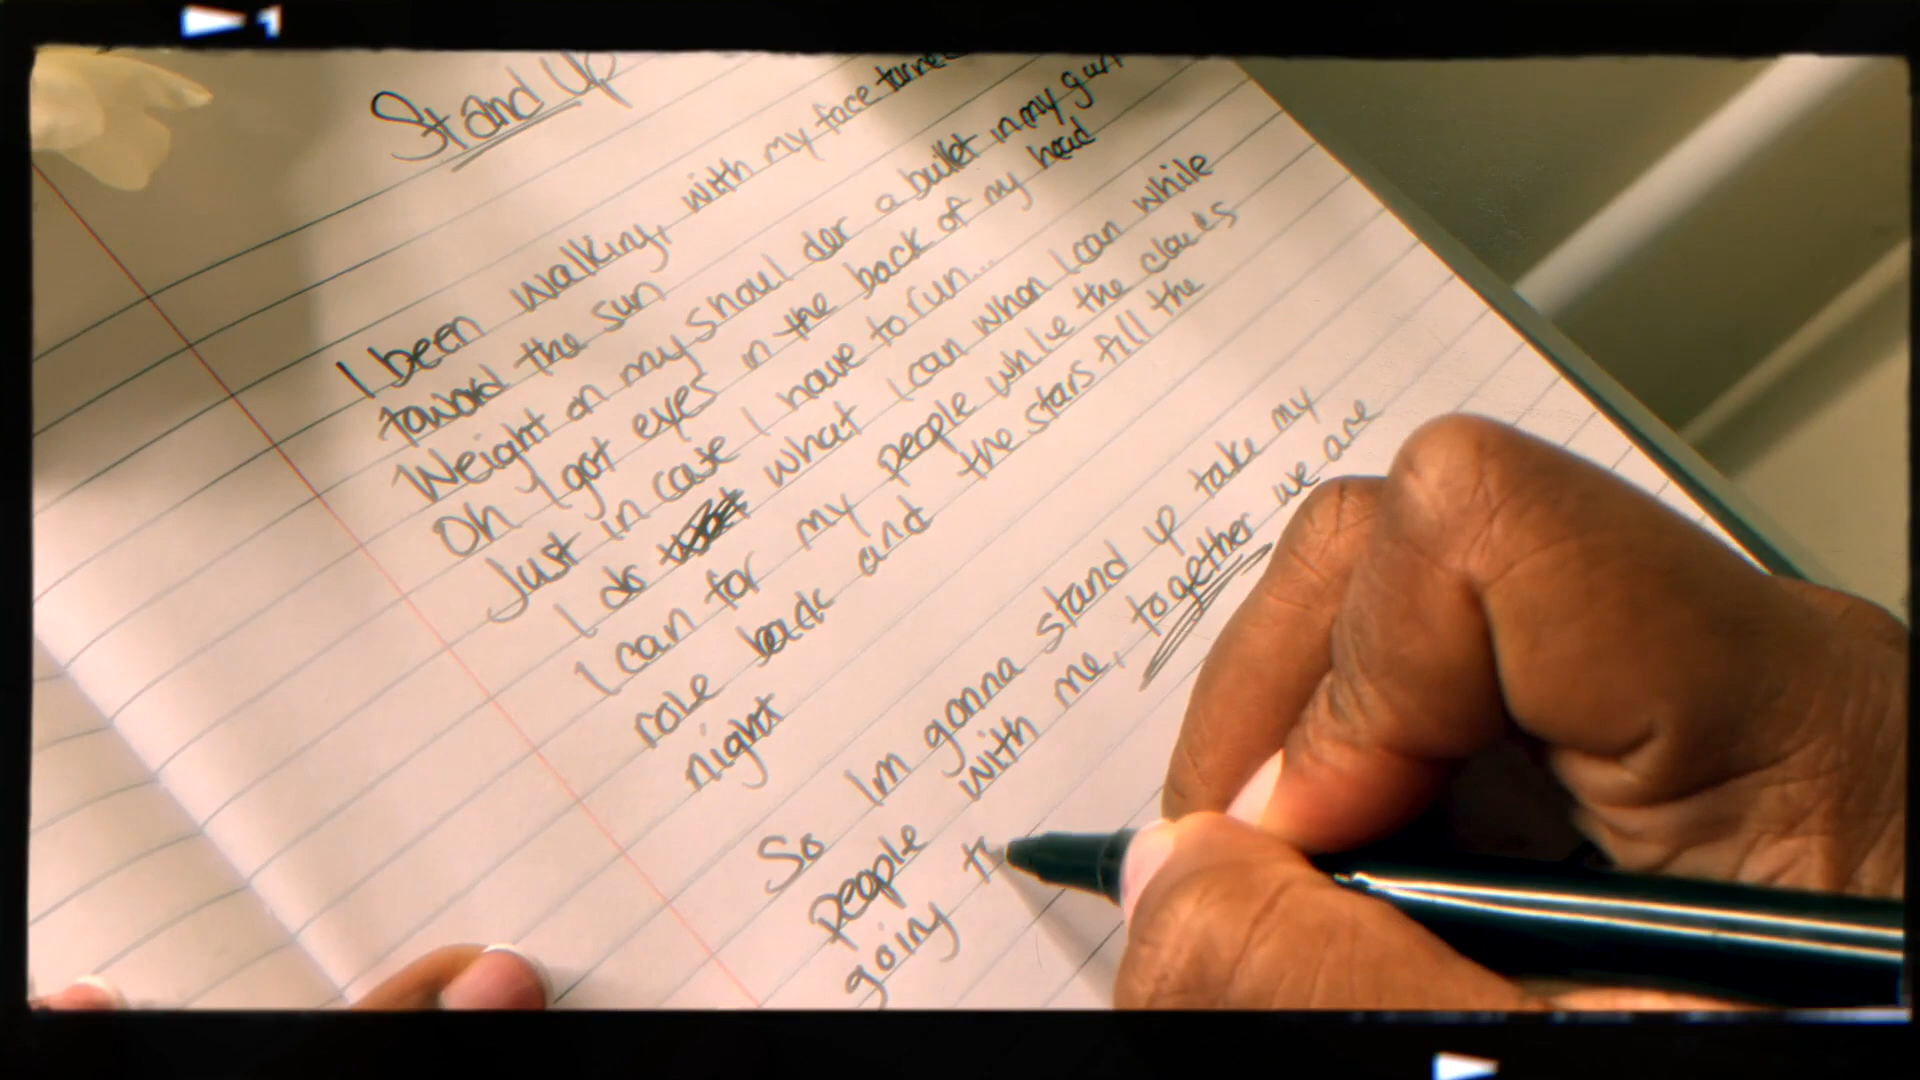 Stand Up
I been walking, with my face turned
toward the sun
Weight on my shoulder a bullet in my gun
Oh I got eyes in the back of my head
Just in case I have to run...
I do what I can when I can while
I can for my people while the clouds
role back and the stars fill the
night
So Im gonna stand up take my
people with me, together we are
going to